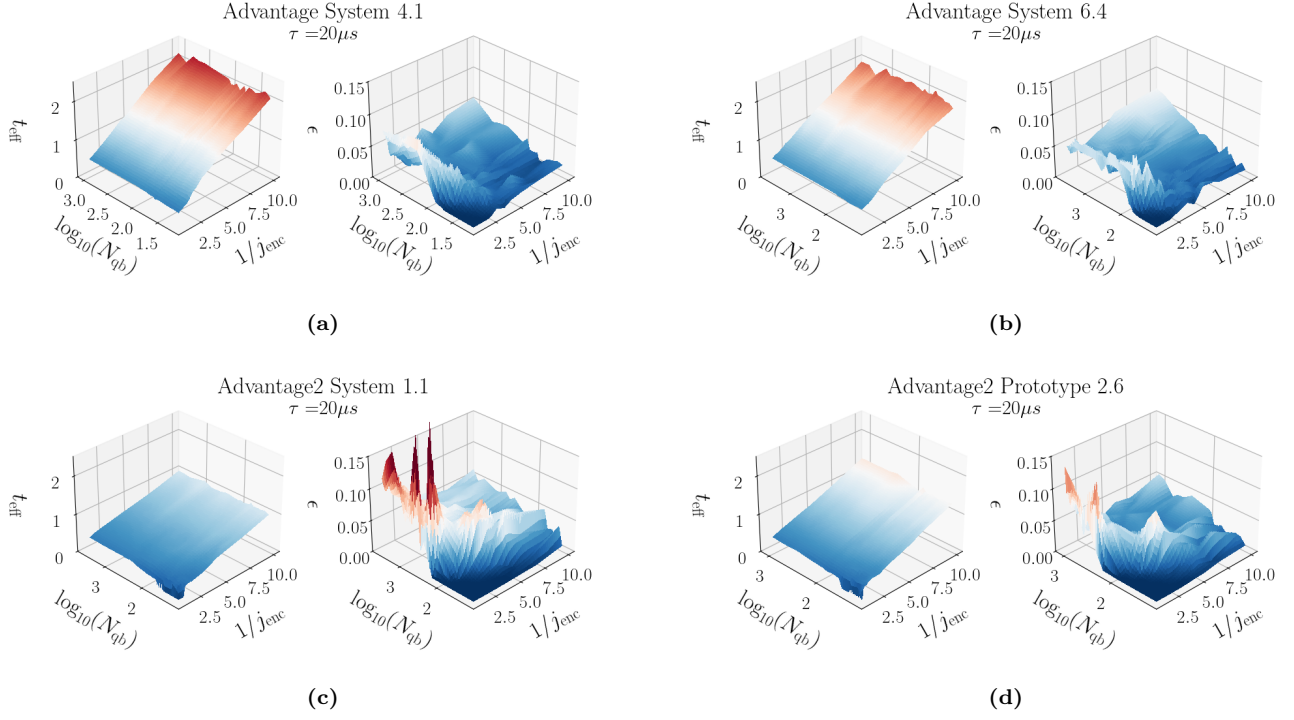 Advantage System 4.1
τ =20μs
t_eff
2
1
0
3.0
2.5
2.0
1.5
log₁₀(N_qb)
2.5
5.0
7.5
10.0
1/j_enc
ϵ
0.15
0.10
0.05
0.00
3.0
2.5
2.0
1.5
log₁₀(N_qb)
2.5
5.0
7.5
10.0
1/j_enc
(a)
Advantage System 6.4
τ =20μs
t_eff
2
1
0
3
2
log₁₀(N_qb)
2.5
5.0
7.5
10.0
1/j_enc
ϵ
0.15
0.10
0.05
0.00
3
2
log₁₀(N_qb)
2.5
5.0
7.5
10.0
1/j_enc
(b)
Advantage2 System 1.1
τ =20μs
t_eff
2
1
0
3
2
log₁₀(N_qb)
2.5
5.0
7.5
10.0
1/j_enc
ϵ
0.15
0.10
0.05
0.00
3
2
log₁₀(N_qb)
2.5
5.0
7.5
10.0
1/j_enc
(c)
Advantage2 Prototype 2.6
τ =20μs
t_eff
2
1
0
3
2
log₁₀(N_qb)
2.5
5.0
7.5
10.0
1/j_enc
ϵ
0.15
0.10
0.05
0.00
3
2
log₁₀(N_qb)
2.5
5.0
7.5
10.0
1/j_enc
(d)